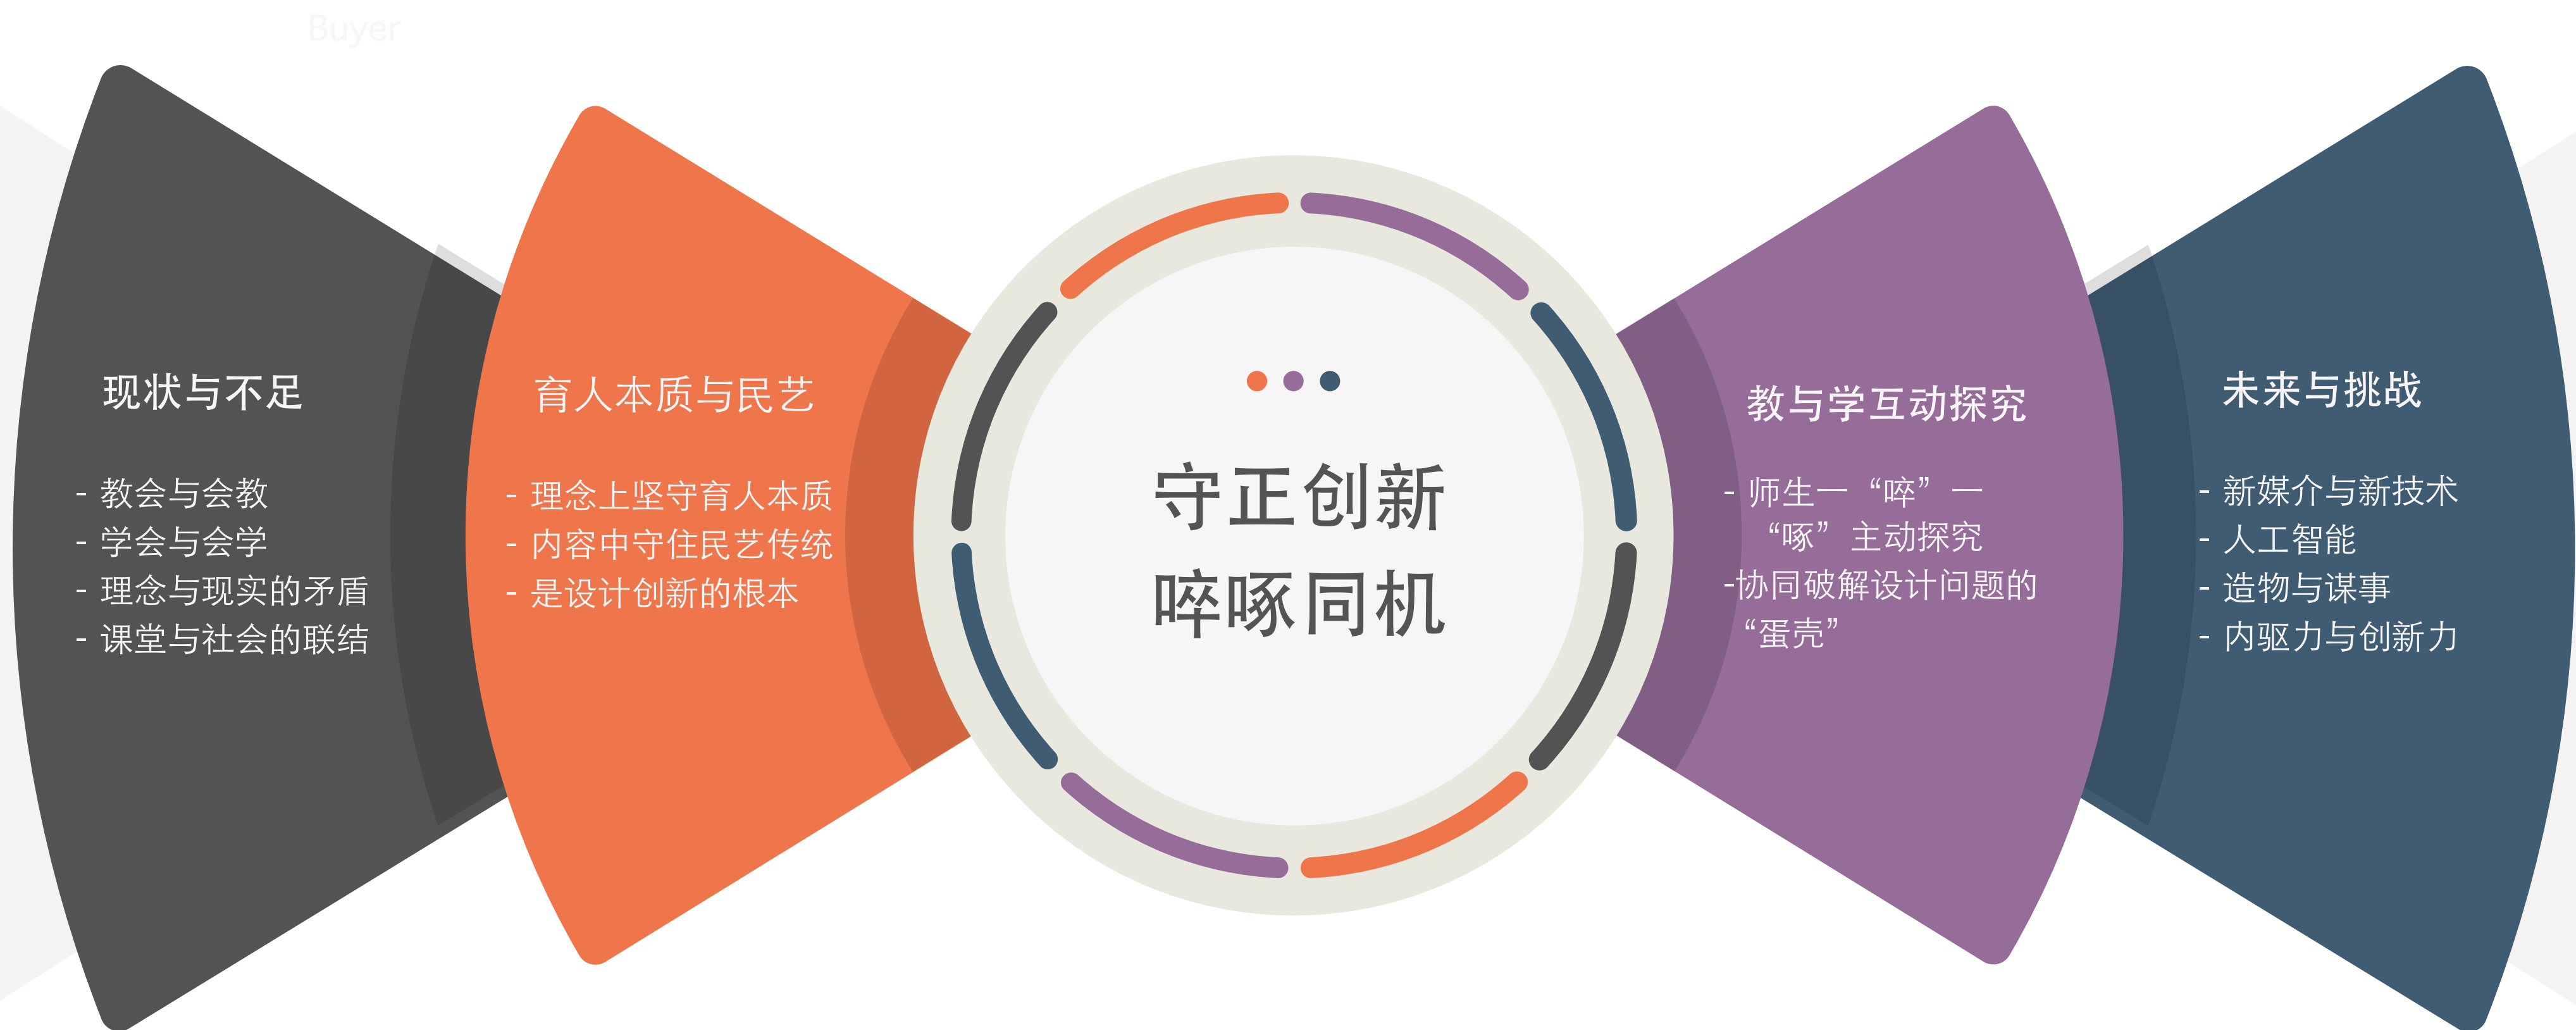 Buyer
现状与不足
- 教会与会教
- 学会与会学
- 理念与现实的矛盾
- 课堂与社会的联结
育人本质与民艺
- 理念上坚守育人本质
- 内容中守住民艺传统
- 是设计创新的根本
守正创新
啐啄同机
教与学互动探究
- 师生一“啐”一
“啄”主动探究
-协同破解设计问题的
“蛋壳”
未来与挑战
- 新媒介与新技术
- 人工智能
- 造物与谋事
- 内驱力与创新力